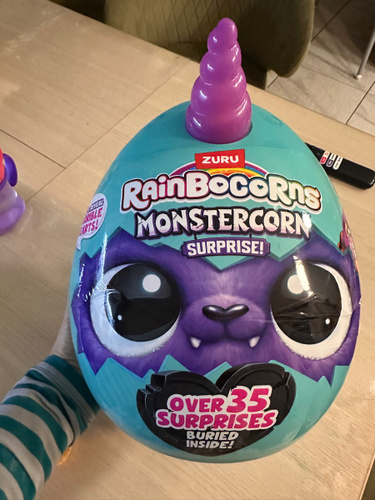 ZURU
RAINBOCORNS
MONSTERCORN
SURPRISE!
OVER 35
SURPRISES
BURIED
INSIDE!